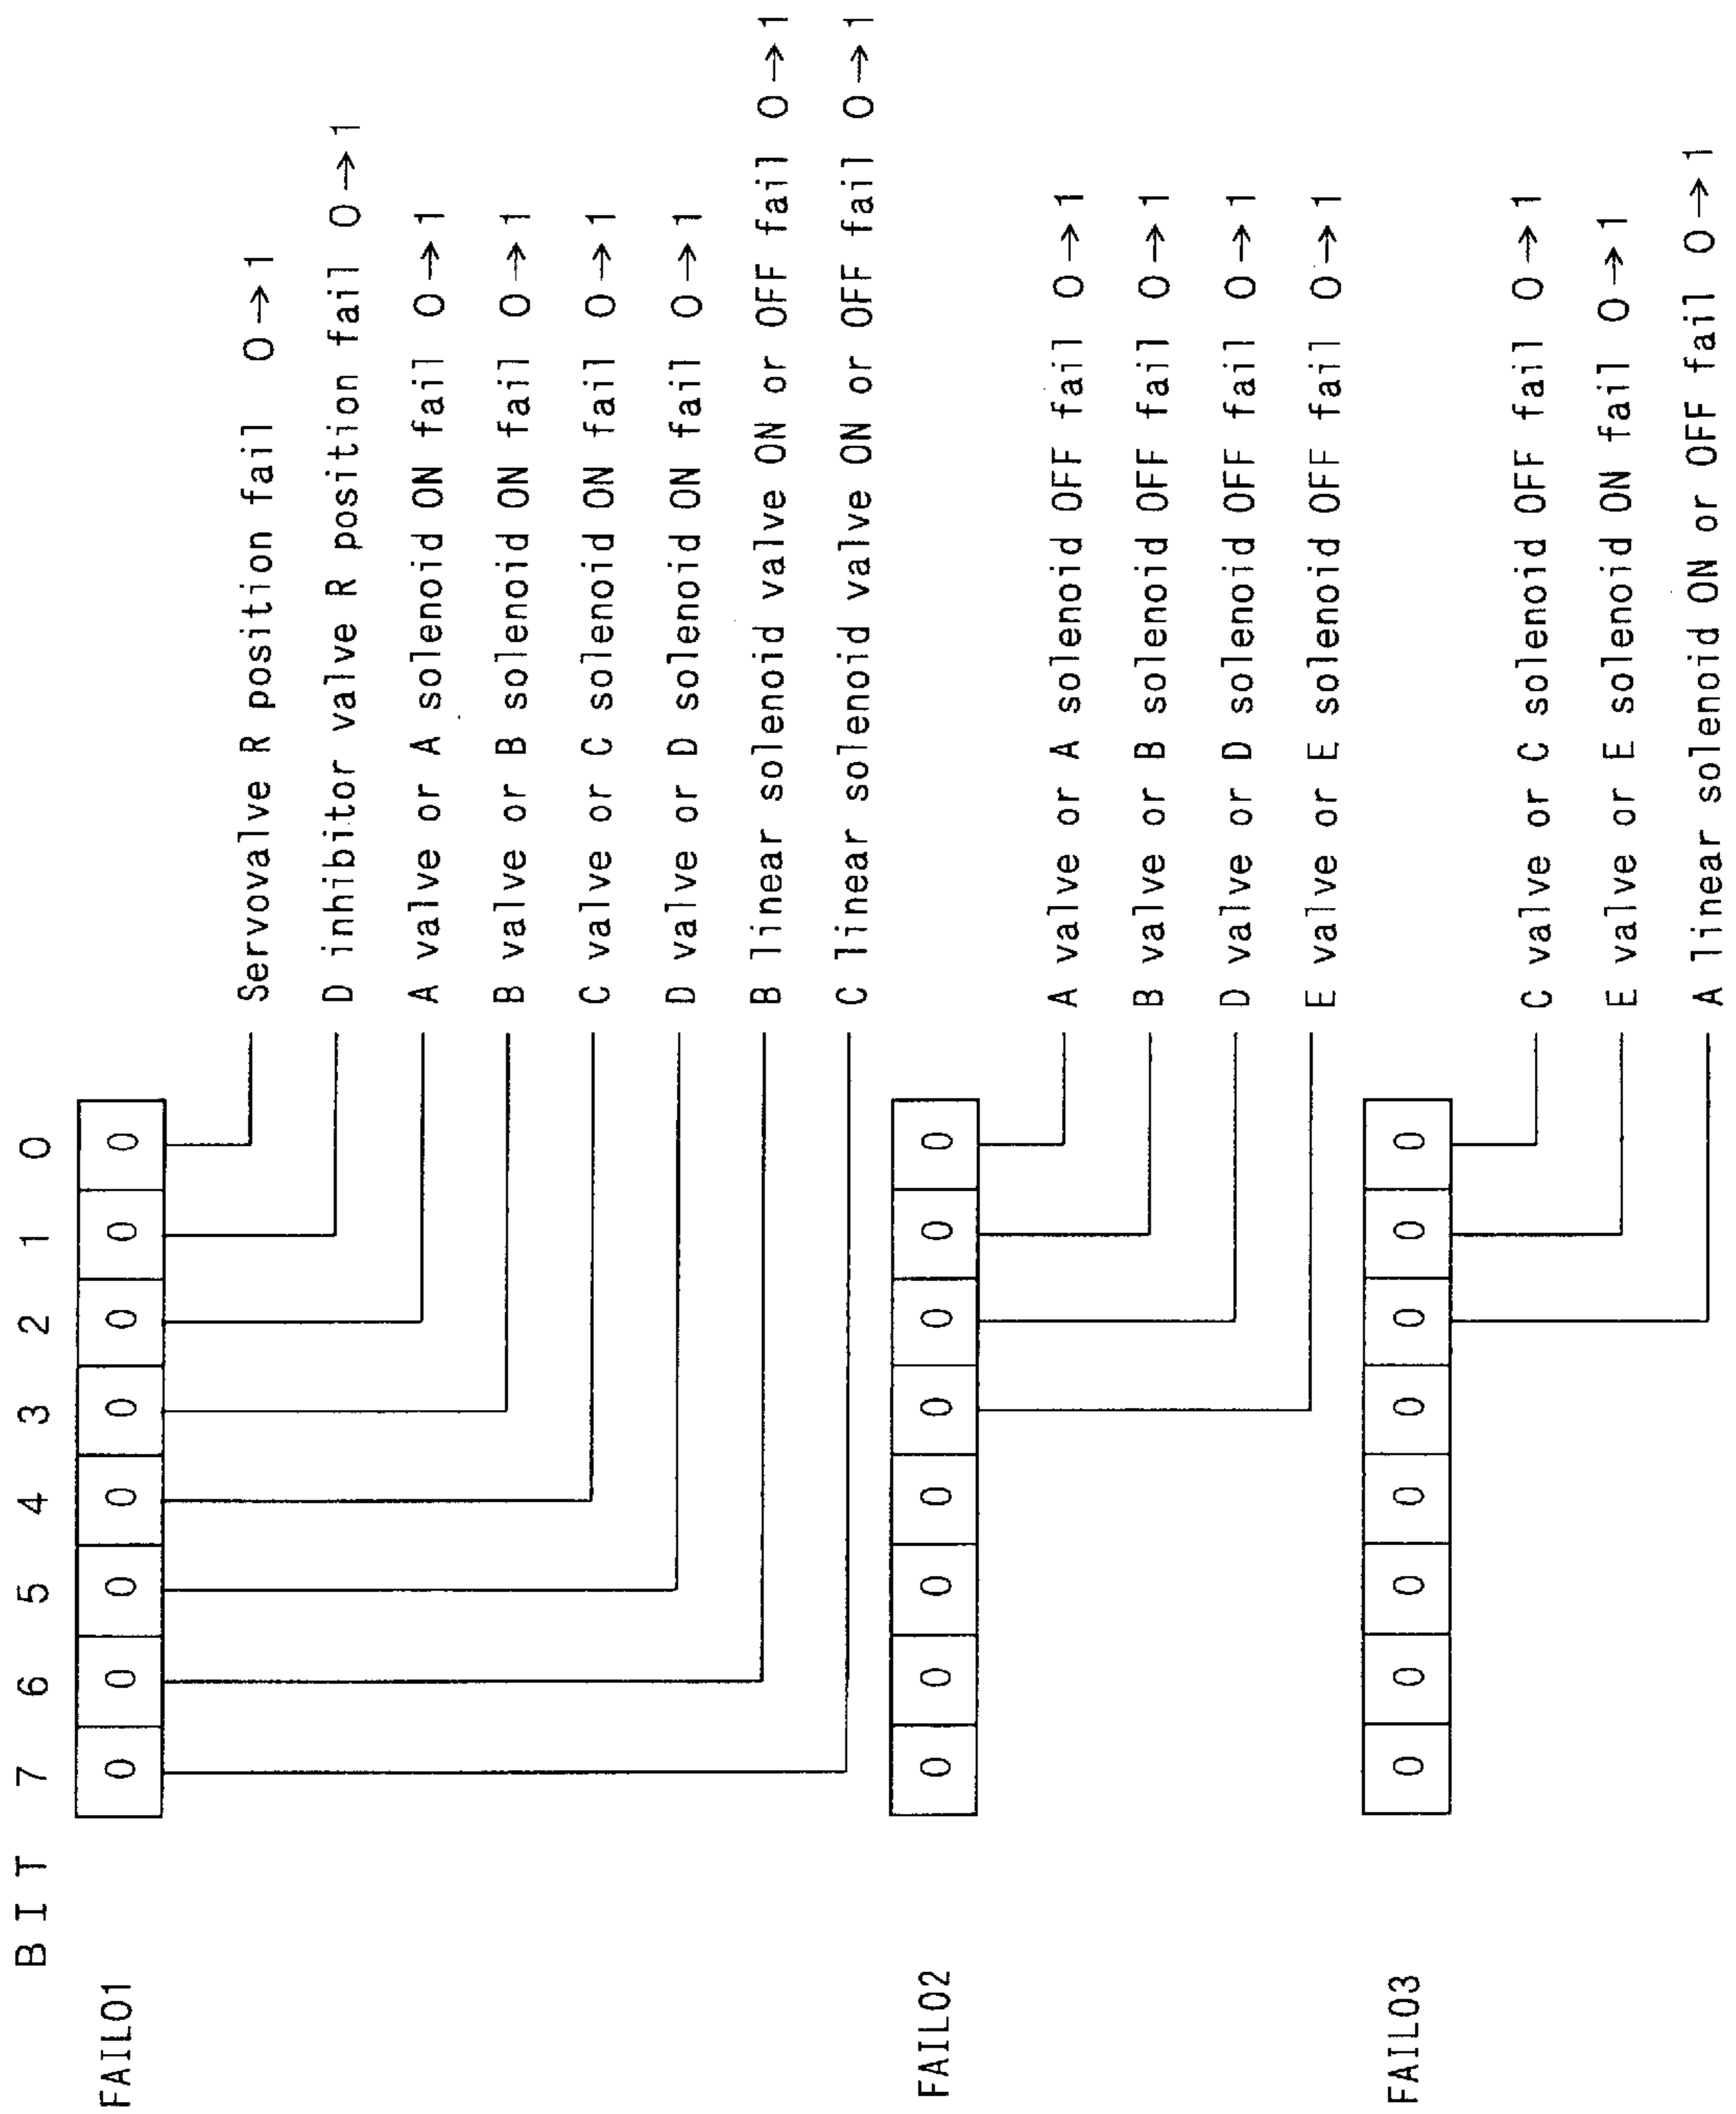 BIT 7 6 5 4 3 2 1 0
FAIL01 0 0 0 0 0 0 0 0
Servovalve R position fail 0→1
D inhibitor valve R position fail 0→1
A valve or A solenoid ON fail 0→1
B valve or B solenoid ON fail 0→1
C valve or C solenoid ON fail 0→1
D valve or D solenoid ON fail 0→1
B linear solenoid valve ON or OFF fail 0→1
C linear solenoid valve ON or OFF fail 0→1
FAIL02 0 0 0 0 0 0 0 0
A valve or A solenoid OFF fail 0→1
B valve or B solenoid OFF fail 0→1
D valve or D solenoid OFF fail 0→1
E valve or E solenoid OFF fail 0→1
FAIL03 0 0 0 0 0 0 0 0
C valve or C solenoid OFF fail 0→1
E valve or E solenoid ON fail 0→1
A linear solenoid ON or OFF fail 0→1